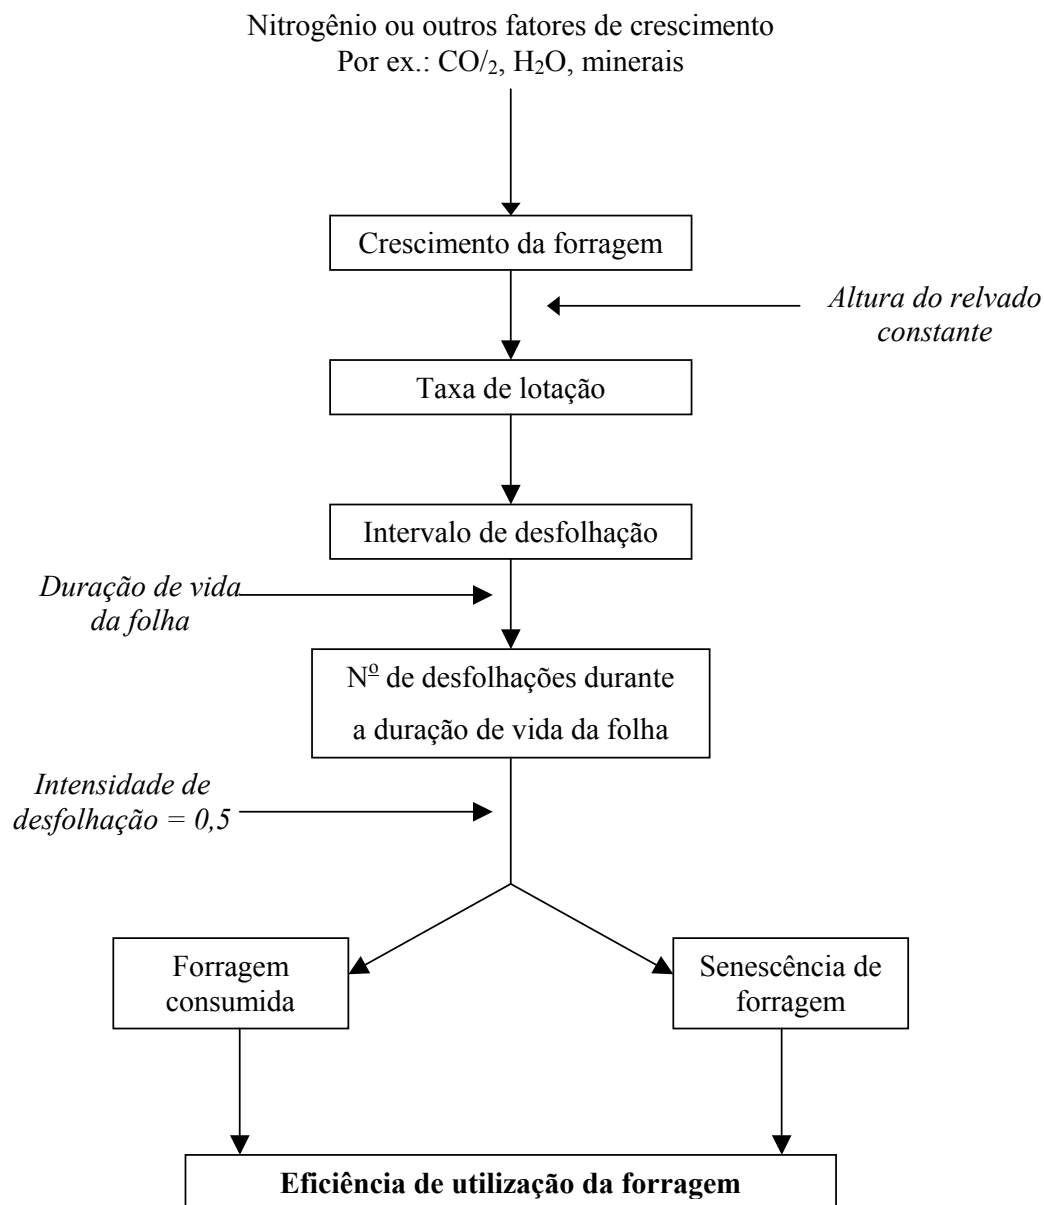 Nitrogênio ou outros fatores de crescimento
Por ex.: CO/₂, H₂O, minerais
Crescimento da forragem
Altura do relvado
constante
Taxa de lotação
Intervalo de desfolhação
Duração de vida
da folha
Nº de desfolhações durante
a duração de vida da folha
Intensidade de
desfolhação = 0,5
Forragem
consumida
Senescência de
forragem
Eficiência de utilização da forragem